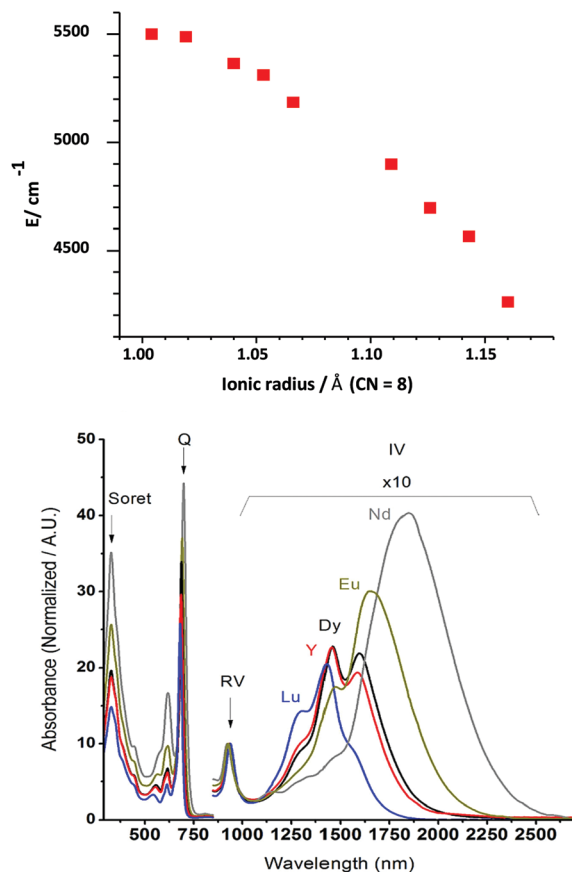 5500
5000
4500
E/ cm -1
1.00 1.05 1.10 1.15
Ionic radius / Å (CN = 8)
50
40
30
20
10
0
Absorbance (Normalized / A.U.)
Q
IV
x10
Soret
Nd
Eu
Dy
Y
RV
Lu
500 750 1000 1250 1500 1750 2000 2250 2500
Wavelength (nm)